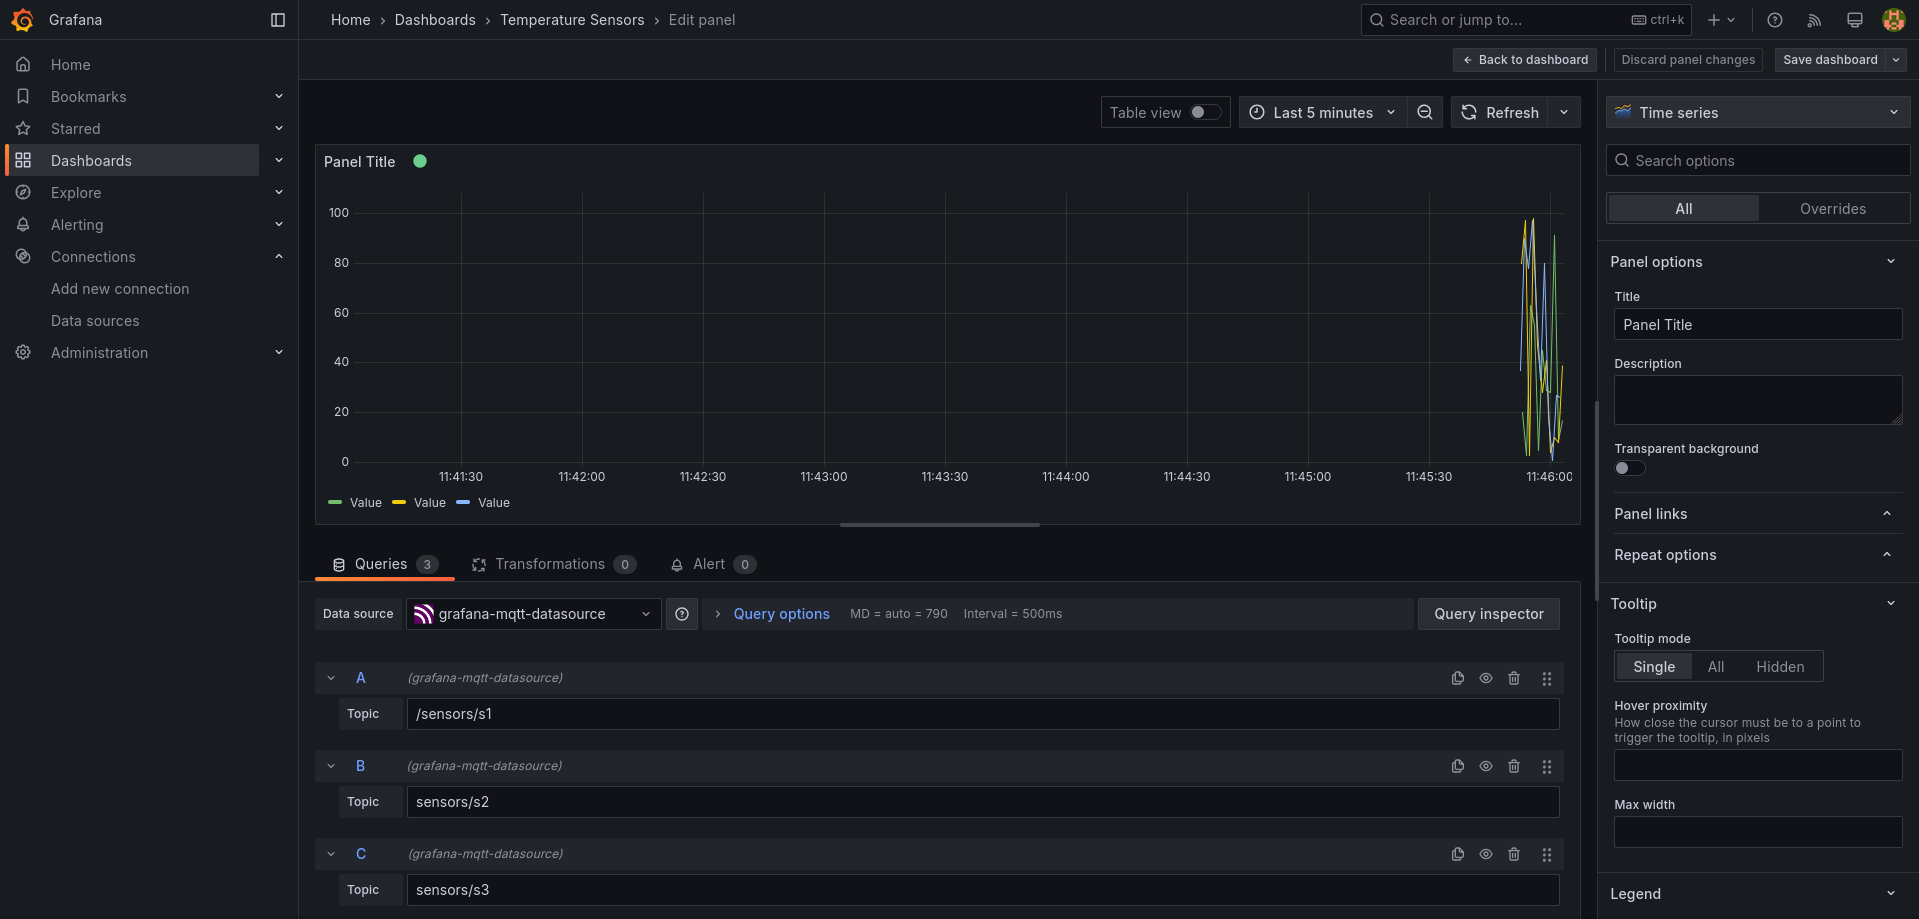 Grafana
Home › Dashboards › Temperature Sensors › Edit panel
Search or jump to...
ctrl+k
Home
Bookmarks
Starred
Dashboards
Explore
Alerting
Connections
Add new connection
Data sources
Administration
Back to dashboard
Discard panel changes
Save dashboard
Table view
Last 5 minutes
Refresh
Panel Title
100
80
60
40
20
0
11:41:30 11:42:00 11:42:30 11:43:00 11:43:30 11:44:00 11:44:30 11:45:00 11:45:30 11:46:00
Value Value Value
Queries 3
Transformations 0
Alert 0
Data source
grafana-mqtt-datasource
Query options
MD = auto = 790
Interval = 500ms
Query inspector
A
(grafana-mqtt-datasource)
Topic
/sensors/s1
B
(grafana-mqtt-datasource)
Topic
sensors/s2
C
(grafana-mqtt-datasource)
Topic
sensors/s3
Time series
Search options
All
Overrides
Panel options
Title
Panel Title
Description
Transparent background
Panel links
Repeat options
Tooltip
Tooltip mode
Single All Hidden
Hover proximity
How close the cursor must be to a point to
trigger the tooltip, in pixels
Max width
Legend